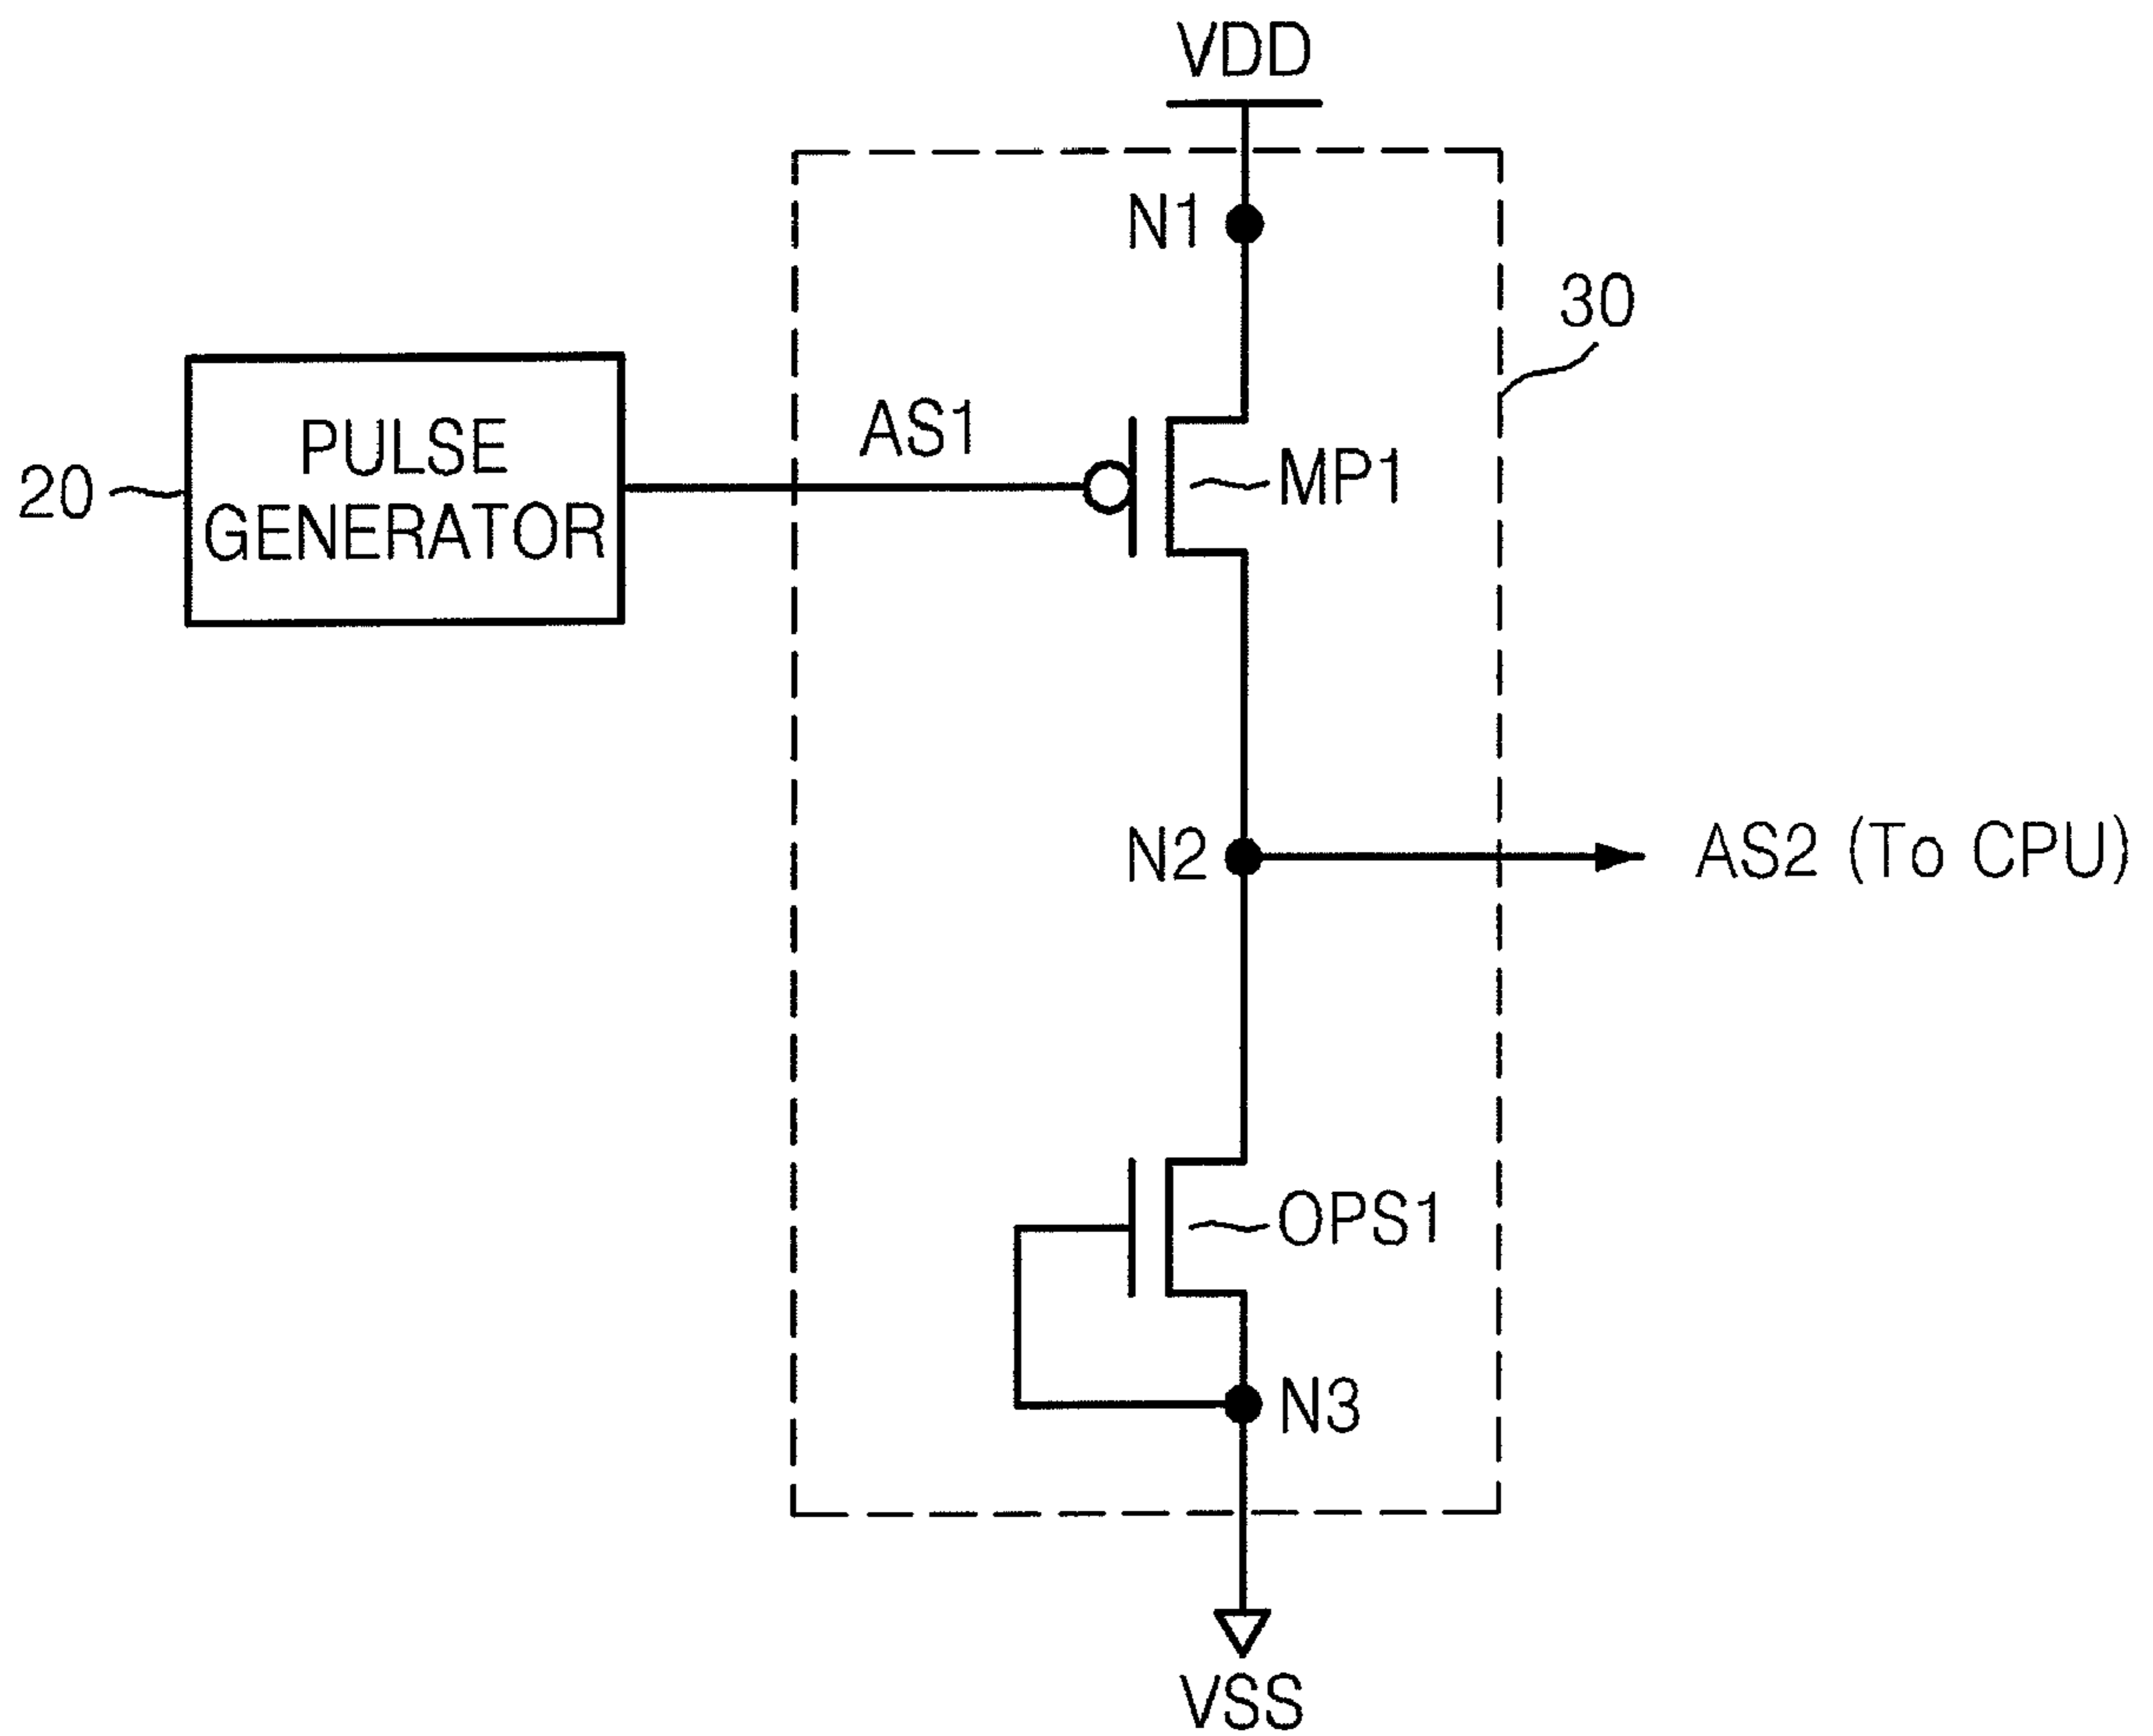 VDD
N1
30
AS1
PULSE
GENERATOR
20
MP1
N2
AS2 (To CPU)
OPS1
N3
VSS